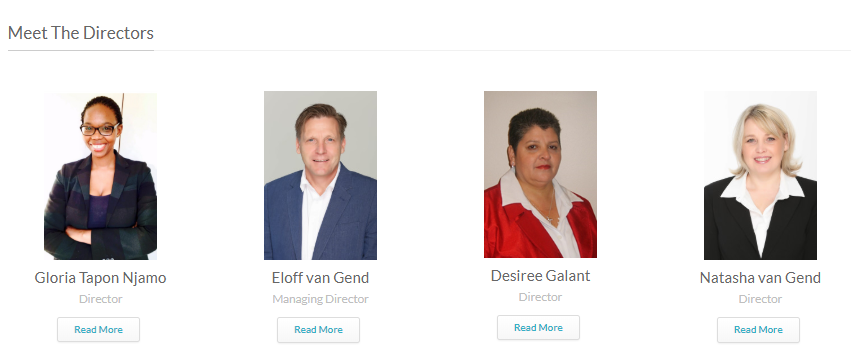 Meet The Directors
Gloria Tapon Njamo
Director
Read More
Eloff van Gend
Managing Director
Read More
Desiree Galant
Director
Read More
Natasha van Gend
Director
Read More